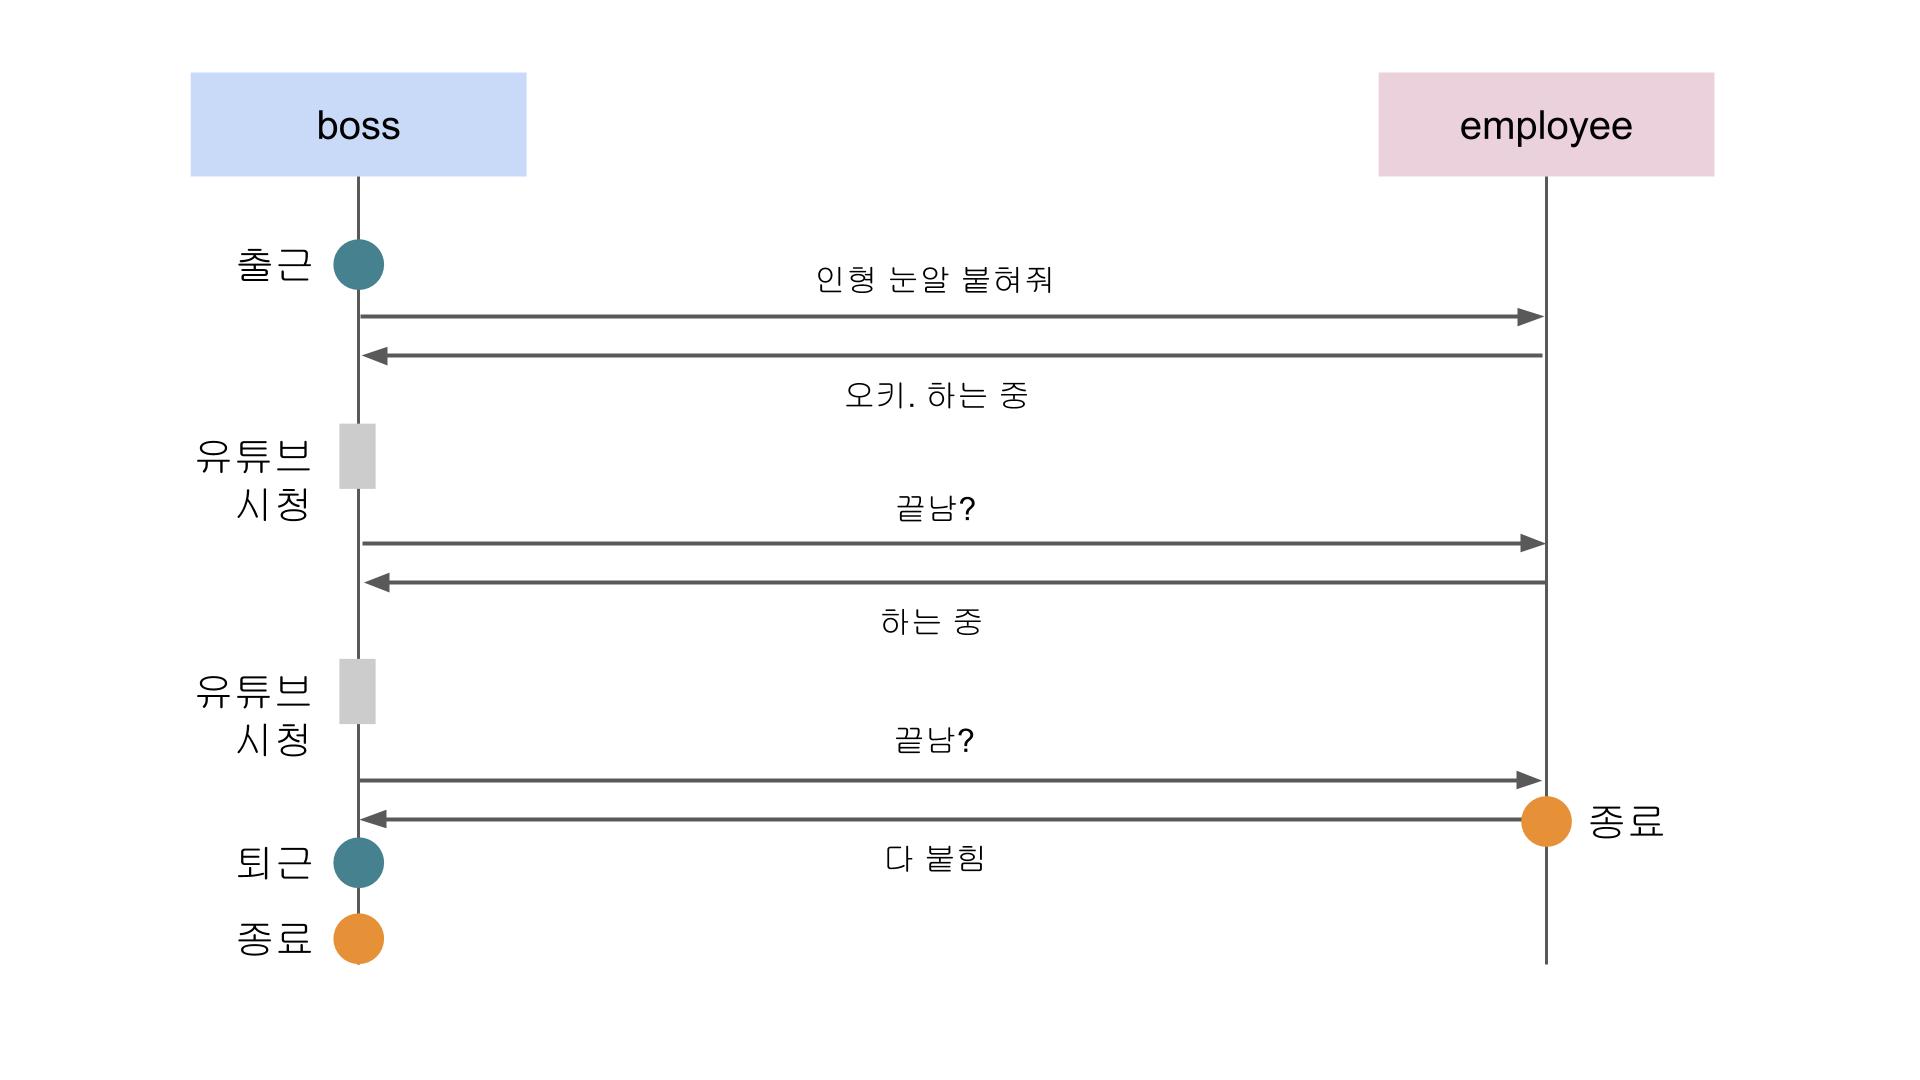 boss
employee
출근
인형 눈알 붙혀줘
오키. 하는 중
유튜브
시청
끝남?
하는 중
유튜브
시청
끝남?
종료
다 붙힘
퇴근
종료